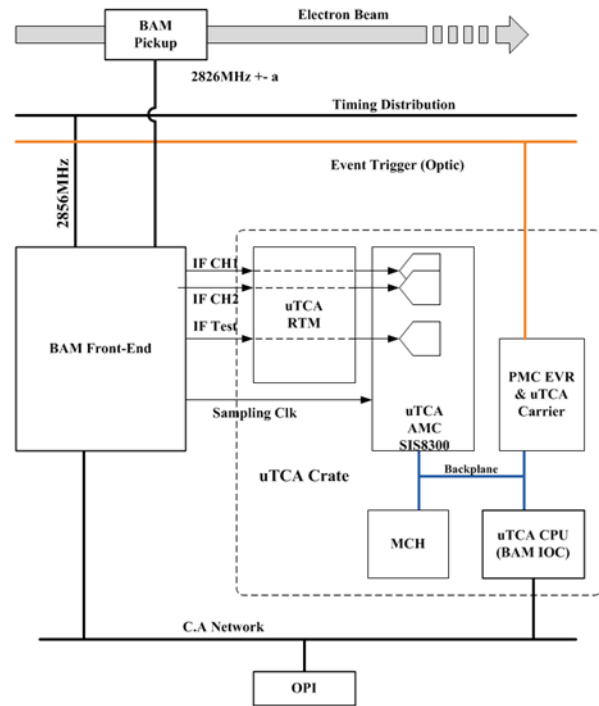 Electron Beam
BAM
Pickup
2826MHz +- a
Timing Distribution
Event Trigger (Optic)
2856MHz
IF CH1
IF CH2
IF Test
uTCA
RTM
BAM Front-End
Sampling Clk
uTCA
AMC
SIS8300
PMC EVR
& uTCA
Carrier
uTCA Crate
Backplane
MCH
uTCA CPU
(BAM IOC)
C.A Network
OPI